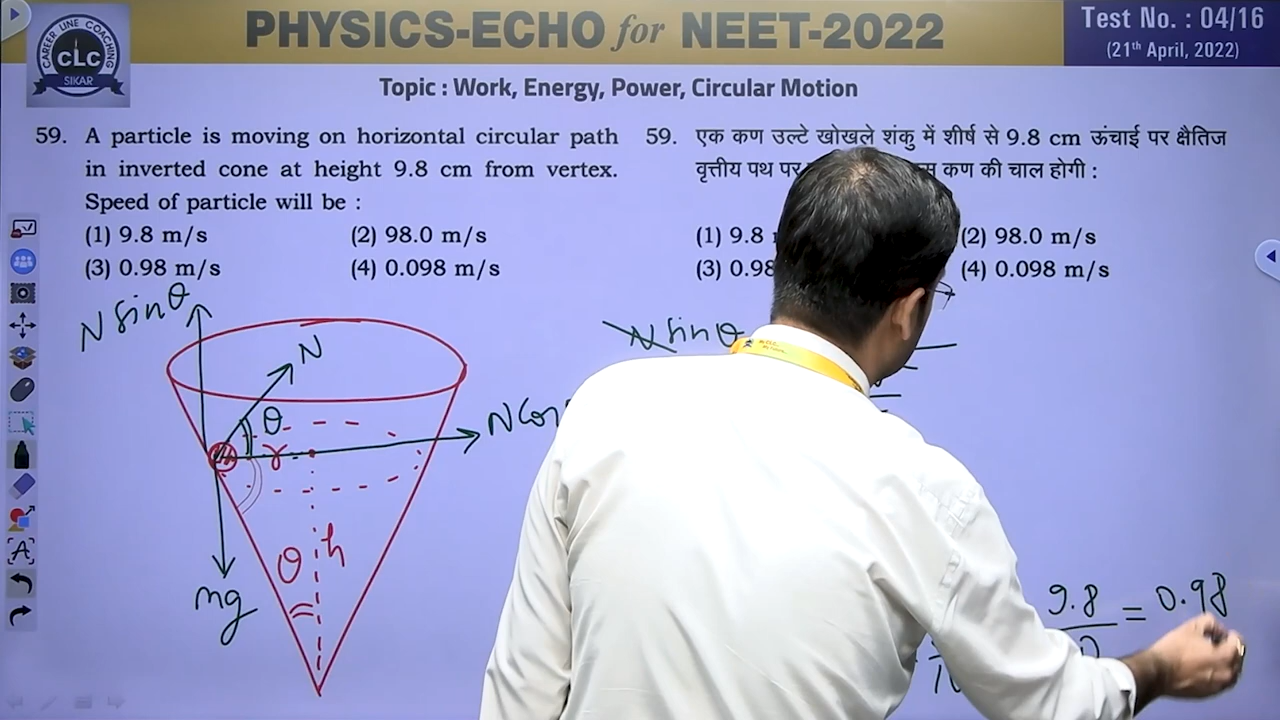 PHYSICS-ECHO for NEET-2022
Test No. : 04/16
(21th April, 2022)
CAREER LINE COACHING
CLC
SIKAR
Topic : Work, Energy, Power, Circular Motion
59. A particle is moving on horizontal circular path
in inverted cone at height 9.8 cm from vertex.
Speed of particle will be :
(1) 9.8 m/s (2) 98.0 m/s
(3) 0.98 m/s (4) 0.098 m/s
59. एक कण उल्टे खोखले शंकु में शीर्ष से 9.8 cm ऊंचाई पर क्षैतिज
वृत्तीय पथ पर कण की चाल होगी :
(1) 9.8 (2) 98.0 m/s
(3) 0.98 (4) 0.098 m/s
N sin θ
N
θ
r
N cos
θ h
mg
N sin θ
9.8 = 0.98
10